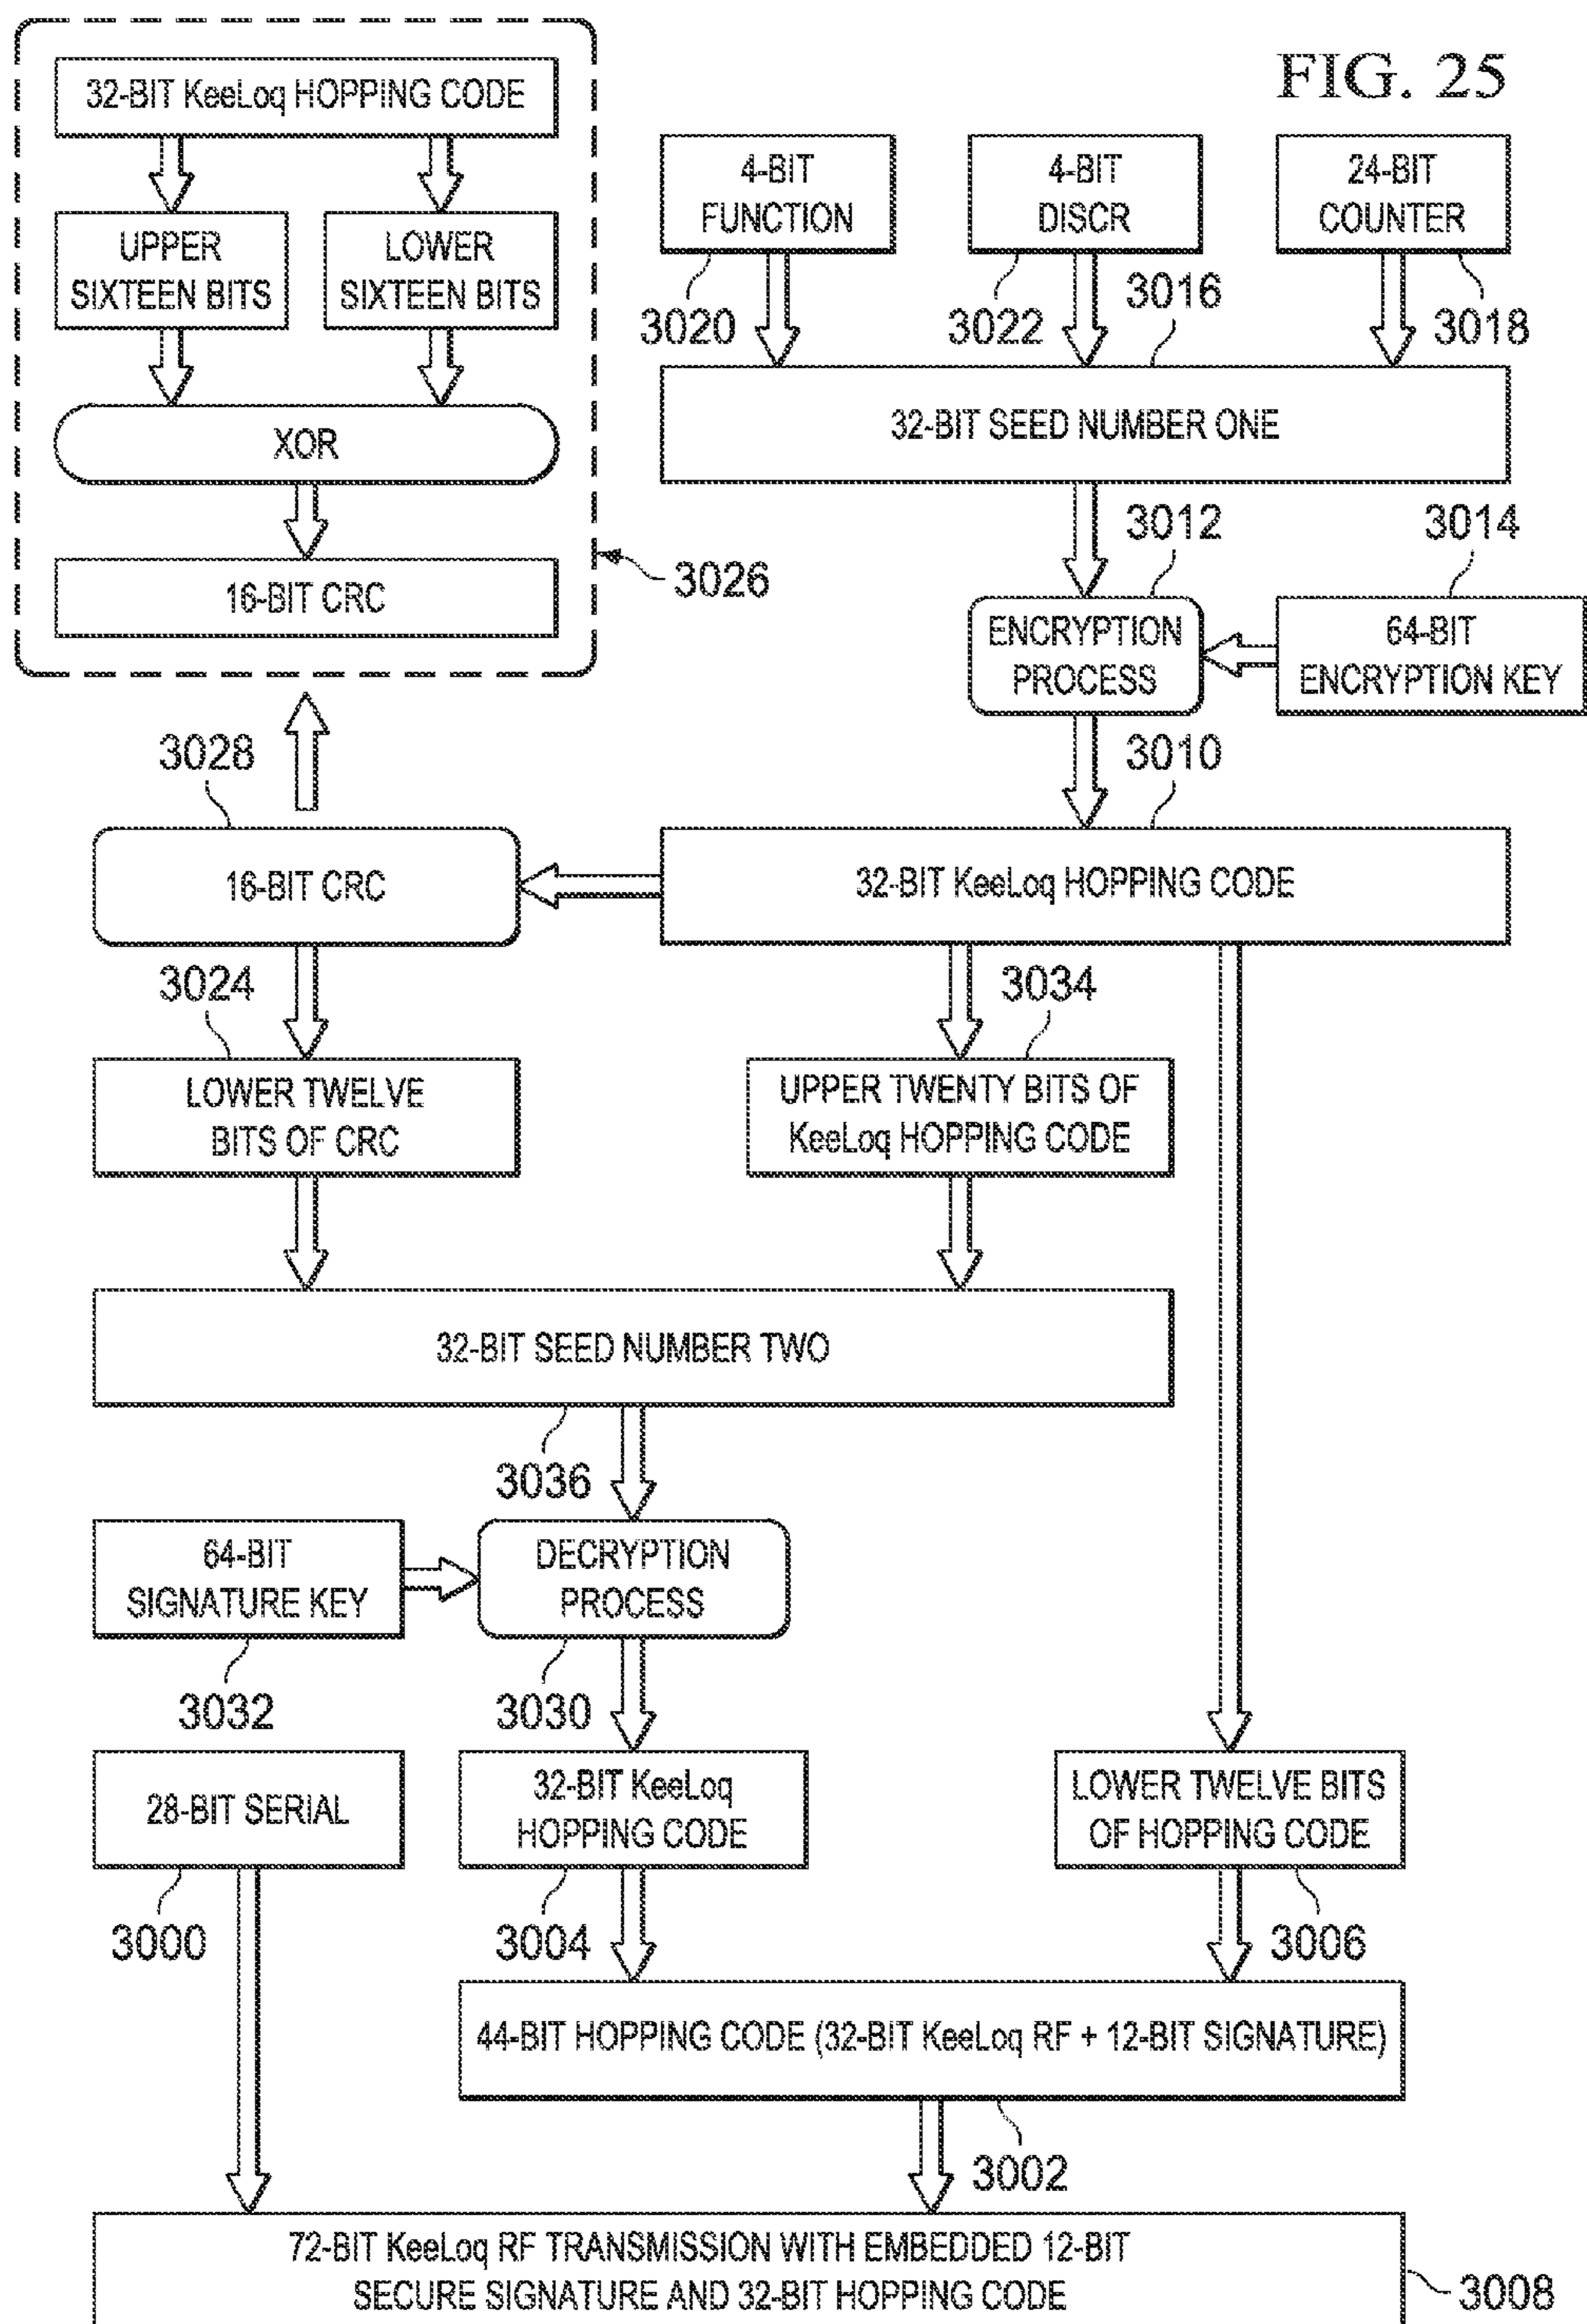 FIG. 25
32-BIT KeeLoq HOPPING CODE
UPPER
SIXTEEN BITS
LOWER
SIXTEEN BITS
XOR
16-BIT CRC
3026
4-BIT
FUNCTION
4-BIT
DISCR
24-BIT
COUNTER
3020
3022
3016
3018
32-BIT SEED NUMBER ONE
3012
3014
ENCRYPTION
PROCESS
64-BIT
ENCRYPTION KEY
3028
3010
16-BIT CRC
32-BIT KeeLoq HOPPING CODE
3024
3034
LOWER TWELVE
BITS OF CRC
UPPER TWENTY BITS OF
KeeLoq HOPPING CODE
32-BIT SEED NUMBER TWO
3036
64-BIT
SIGNATURE KEY
DECRYPTION
PROCESS
3032
3030
28-BIT SERIAL
32-BIT KeeLoq
HOPPING CODE
LOWER TWELVE BITS
OF HOPPING CODE
3000
3004
3006
44-BIT HOPPING CODE (32-BIT KeeLoq RF + 12-BIT SIGNATURE)
3002
72-BIT KeeLoq RF TRANSMISSION WITH EMBEDDED 12-BIT
SECURE SIGNATURE AND 32-BIT HOPPING CODE
3008